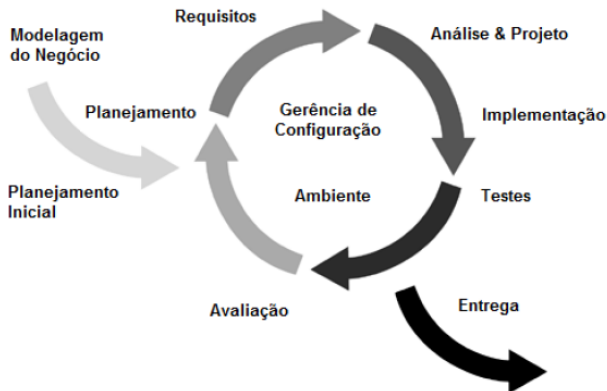 Requisitos
Modelagem
do Negócio
Análise & Projeto
Planejamento
Gerência de
Configuração
Implementação
Planejamento
Inicial
Ambiente
Testes
Avaliação
Entrega